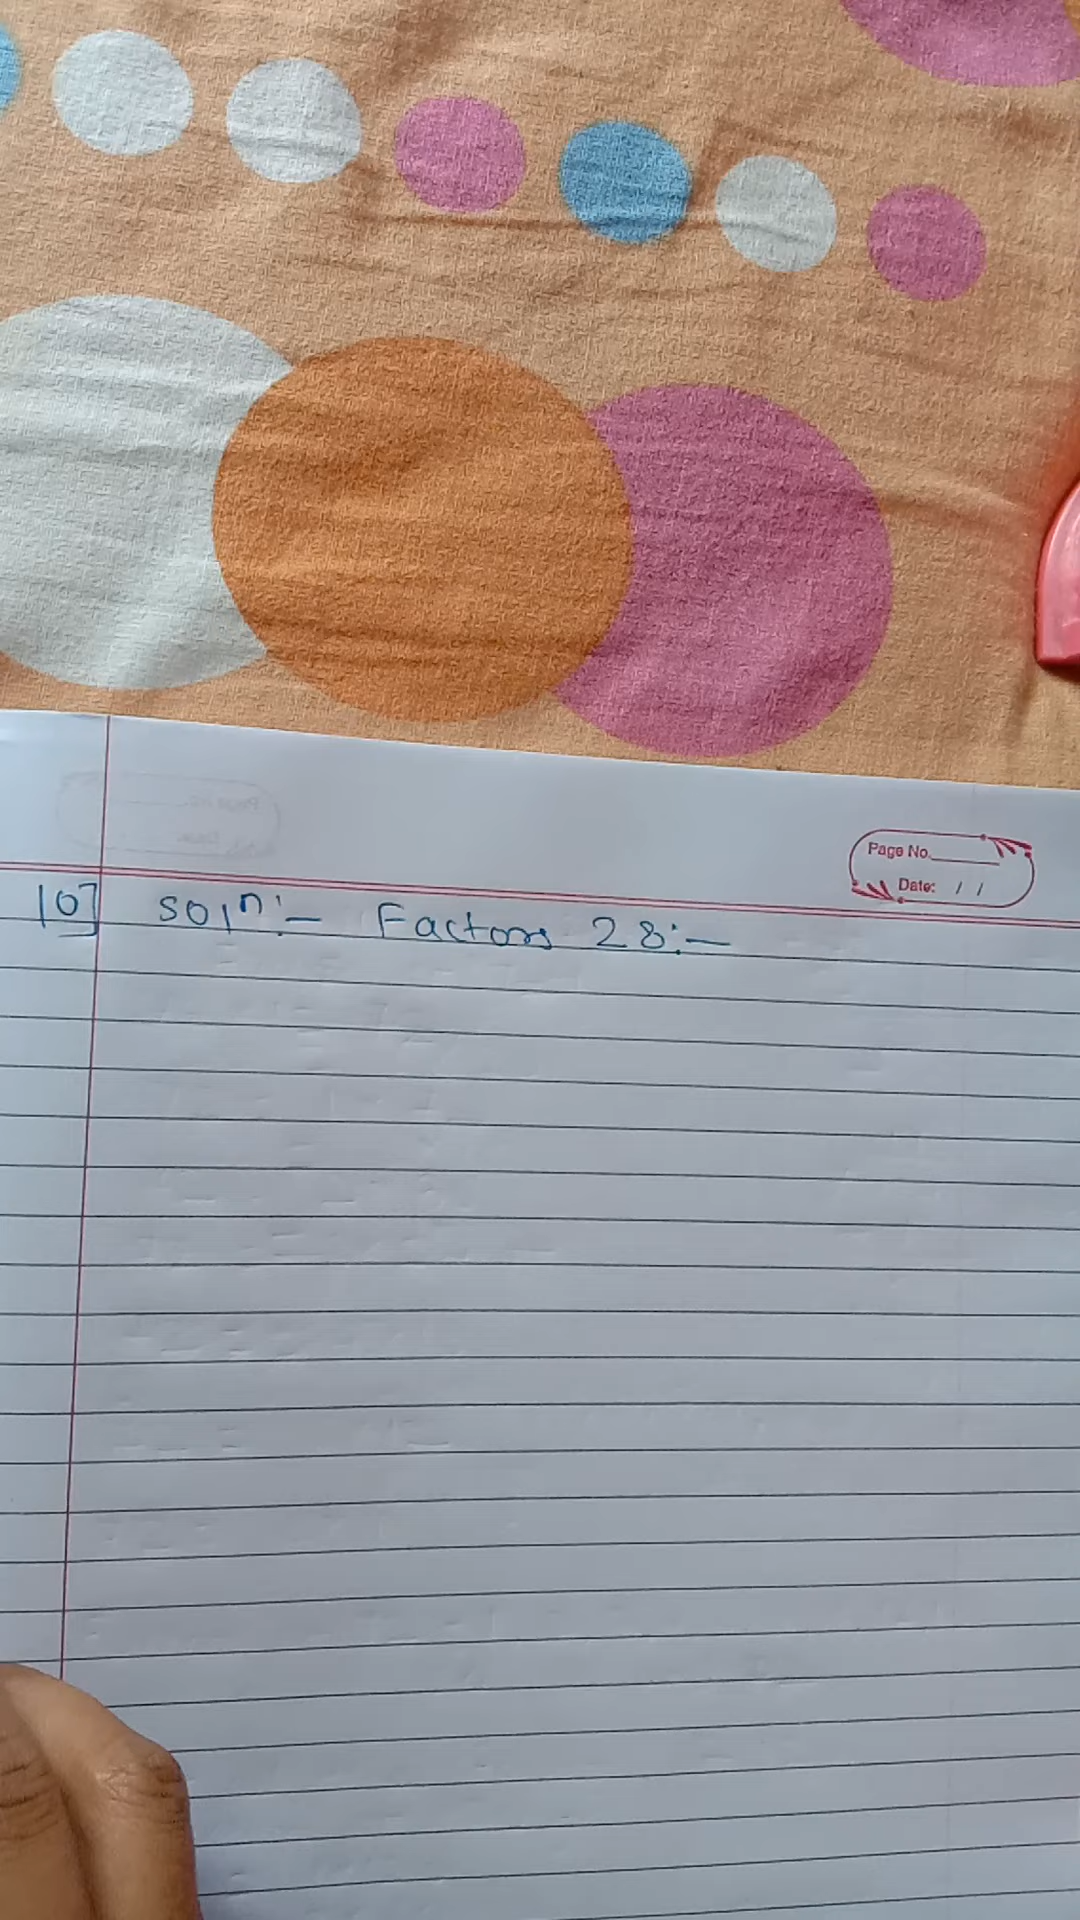 Page No.
Date: / /
10] soln:- Factors 28:-